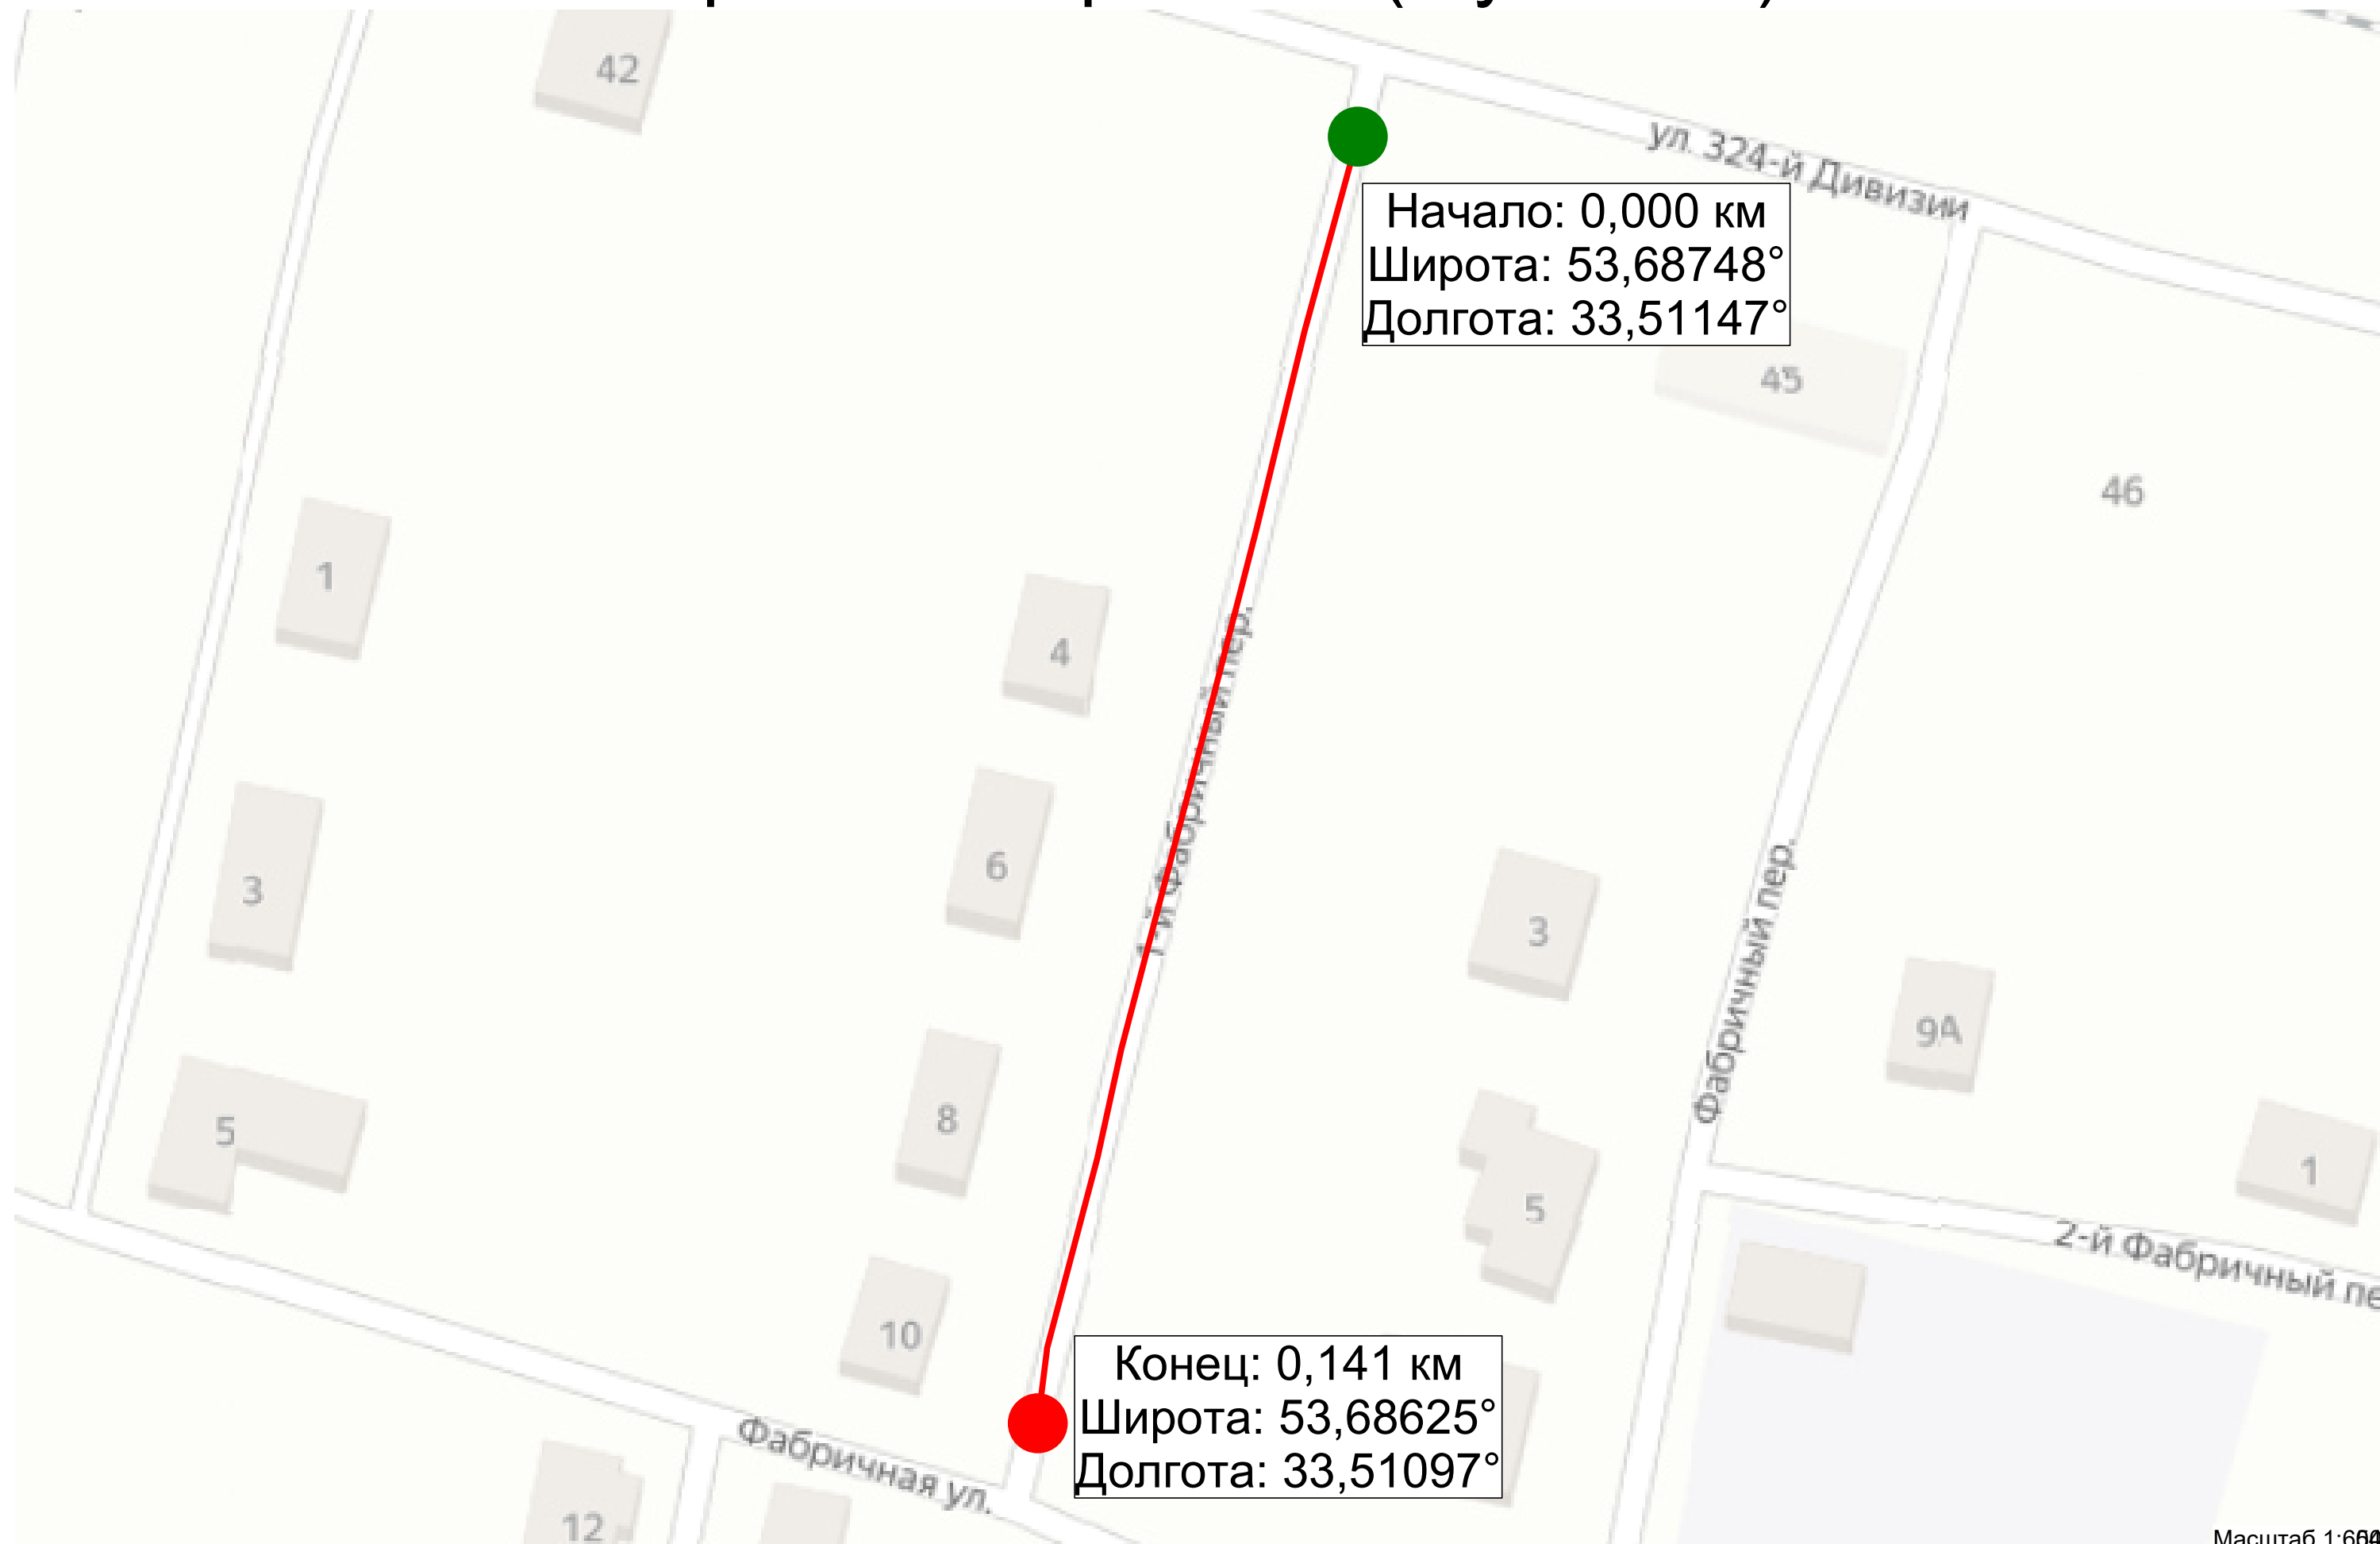 42
ул. 324-й Дивизии
Начало: 0,000 км
Широта: 53,68748°
Долгота: 33,51147°
45
46
1
4
1-й Фабричный пер.
6
3
3
Фабричный пер.
9А
8
5
5
1
2-й Фабричный пе
10
Конец: 0,141 км
Широта: 53,68625°
Долгота: 33,51097°
Фабричная ул.
12
Масштаб